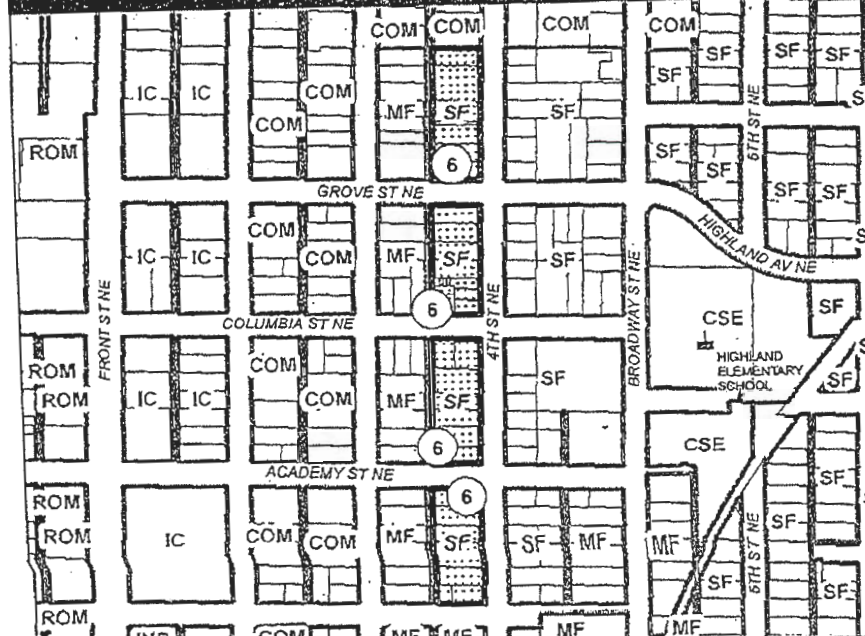 COM
COM
COM
COM
SF
SF
SF
SF
IC
IC
COM
COM
MF
SF
SF
ROM
6
SF
SF
SF
SF
5TH ST NE
GROVE ST NE
HIGHLAND AV NE
IC
IC
COM
COM
MF
SF
SF
6
FRONT ST NE
COLUMBIA ST NE
4TH ST NE
BROADWAY ST NE
CSE
SF
HIGHLAND
ELEMENTARY
SCHOOL
ROM
ROM
IC
IC
COM
COM
MF
SF
SF
SF
6
CSE
ACADEMY ST NE
6
ROM
ROM
IC
COM
COM
MF
SF
SF
MF
MF
SF
SF
SF
SF
5TH ST NE
ROM
COM
MF
MF
MF
MF